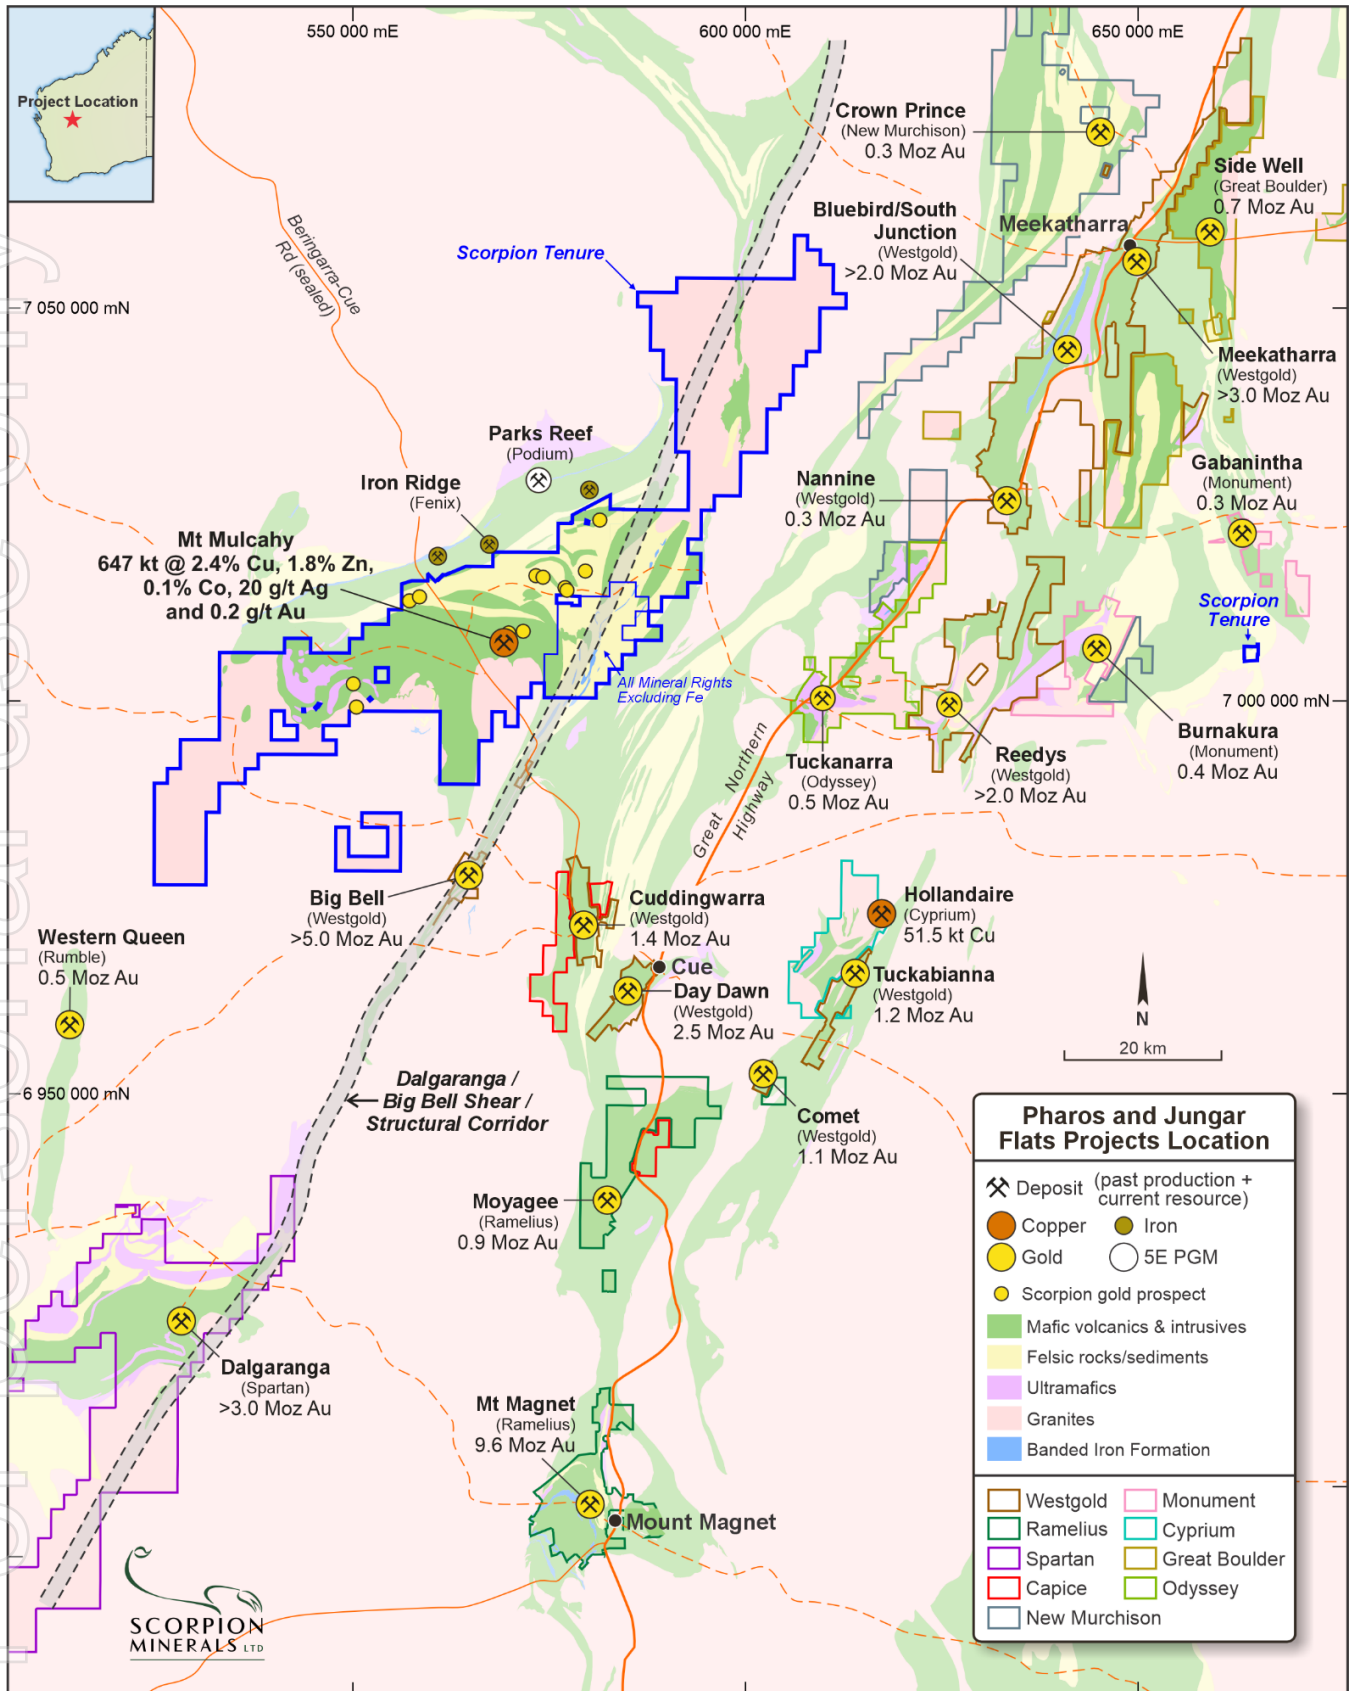 550 000 mE
600 000 mE
650 000 mE
Project Location
Crown Prince
(New Murchison)
0.3 Moz Au
Side Well
(Great Boulder)
0.7 Moz Au
Bluebird/South
Junction
(Westgold)
>2.0 Moz Au
Meekatharra
Beringarra-Cue
Rd (sealed)
Scorpion Tenure
7 050 000 mN
Meekatharra
(Westgold)
>3.0 Moz Au
Parks Reef
(Podium)
Iron Ridge
(Fenix)
Nannine
(Westgold)
0.3 Moz Au
Gabanintha
(Monument)
0.3 Moz Au
Mt Mulcahy
647 kt @ 2.4% Cu, 1.8% Zn,
0.1% Co, 20 g/t Ag
and 0.2 g/t Au
Scorpion
Tenure
All Mineral Rights
Excluding Fe
7 000 000 mN
Burnakura
(Monument)
0.4 Moz Au
Tuckanarra
(Odyssey)
0.5 Moz Au
Reedys
(Westgold)
>2.0 Moz Au
Great Northern
Highway
Big Bell
(Westgold)
>5.0 Moz Au
Cuddingwarra
(Westgold)
1.4 Moz Au
Hollandaire
(Cyprium)
51.5 kt Cu
Western Queen
(Rumble)
0.5 Moz Au
Cue
Day Dawn
(Westgold)
2.5 Moz Au
Tuckabianna
(Westgold)
1.2 Moz Au
N
20 km
6 950 000 mN
Dalgaranga /
Big Bell Shear /
Structural Corridor
Comet
(Westgold)
1.1 Moz Au
Moyagee
(Ramelius)
0.9 Moz Au
Dalgaranga
(Spartan)
>3.0 Moz Au
Mt Magnet
(Ramelius)
9.6 Moz Au
Mount Magnet
SCORPION
MINERALS LTD
Pharos and Jungar
Flats Projects Location
Deposit (past production +
current resource)
Copper
Iron
Gold
5E PGM
Scorpion gold prospect
Mafic volcanics & intrusives
Felsic rocks/sediments
Ultramafics
Granites
Banded Iron Formation
Westgold
Monument
Ramelius
Cyprium
Spartan
Great Boulder
Capice
Odyssey
New Murchison